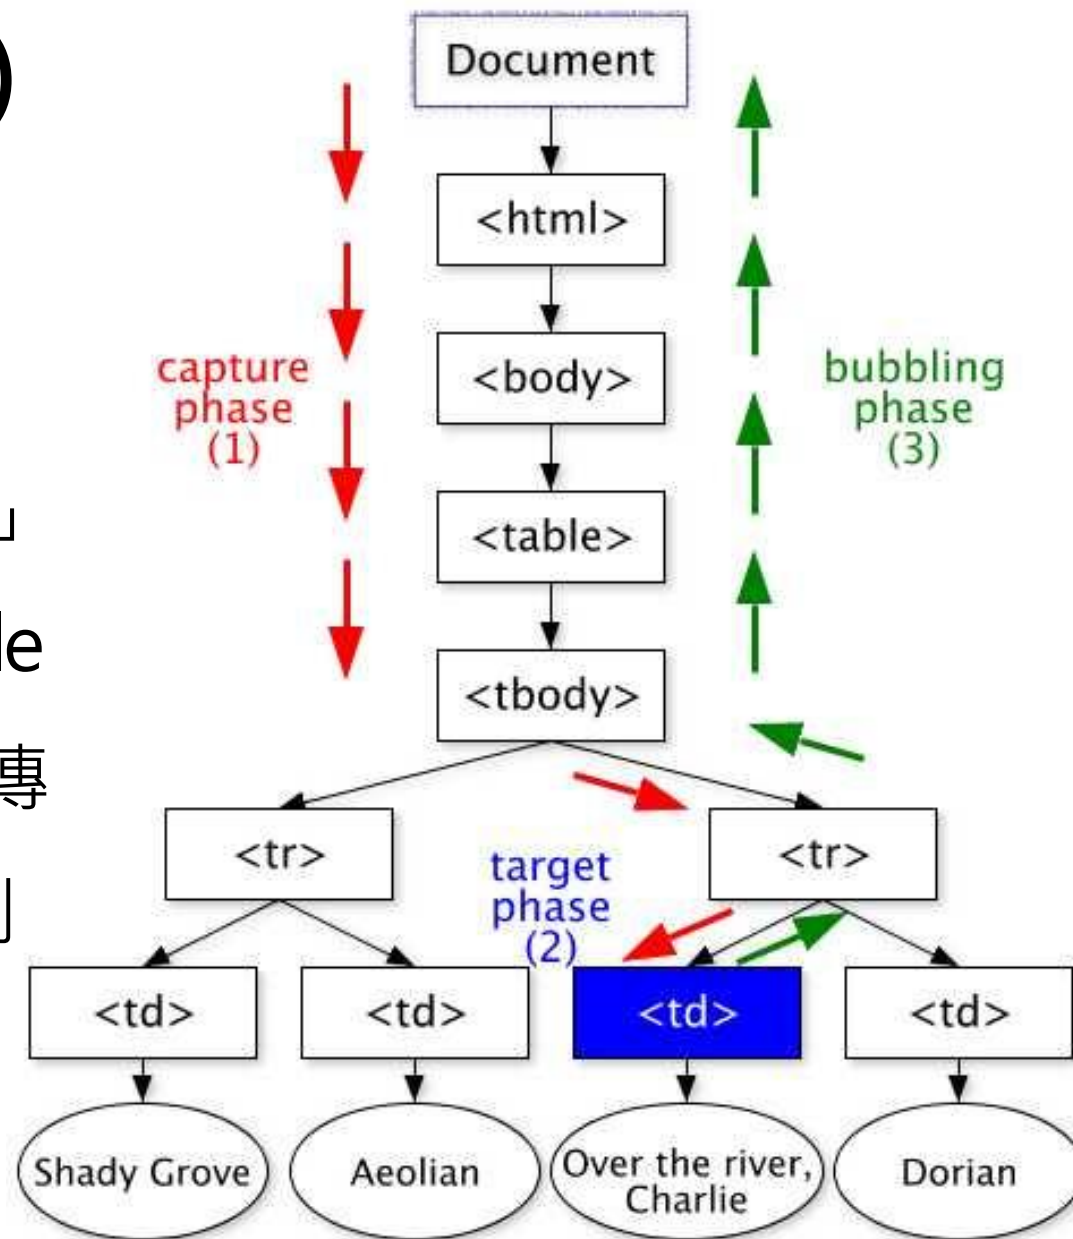 )
Document
<html>
<body>
capture
phase
(1)
bubbling
phase
(3)
<table>
」
<tbody>
傳
<tr>
<tr>
target
phase
(2)
<td>
<td>
<td>
<td>
Shady Grove
Aeolian
Over the river,
Charlie
Dorian